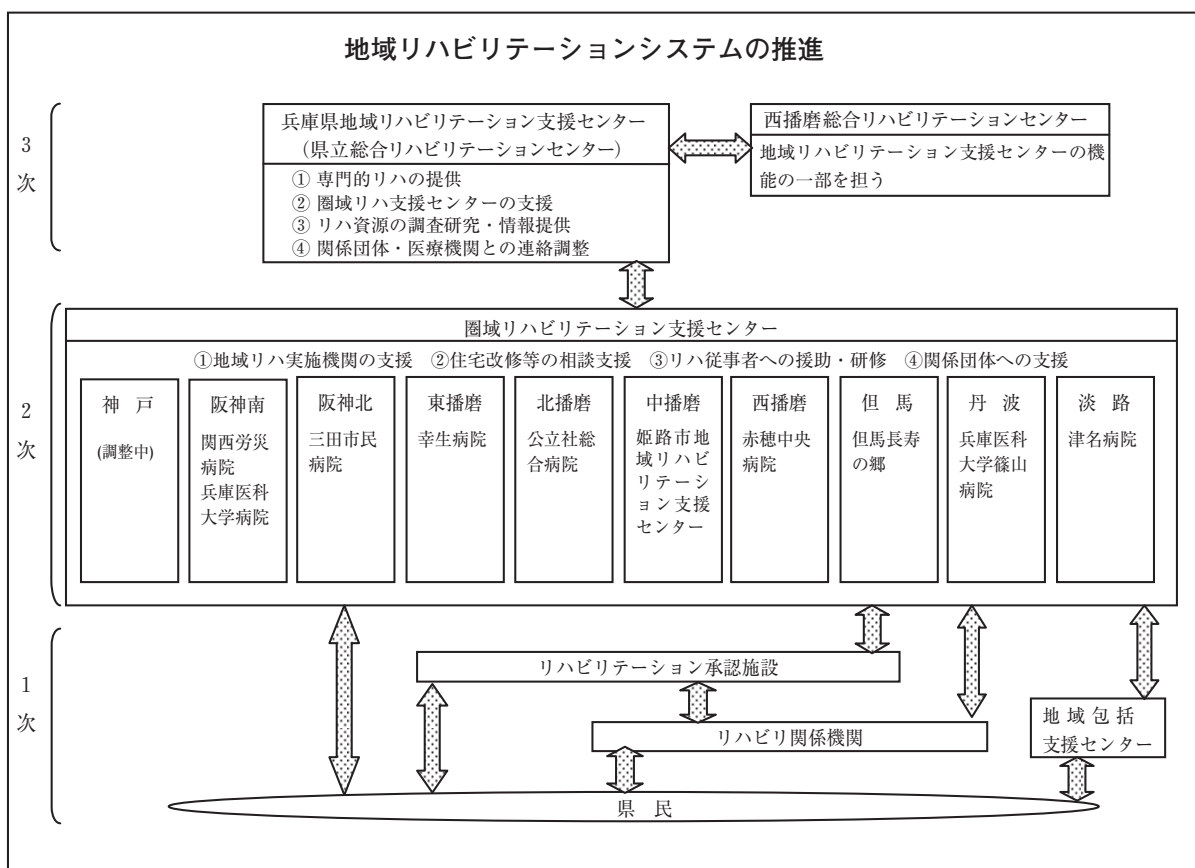 地域リハビリテーションシステムの推進
3
次
兵庫県地域リハビリテーション支援センター
（県立総合リハビリテーションセンター）
① 専門的リハの提供
② 圏域リハ支援センターの支援
③ リハ資源の調査研究・情報提供
④ 関係団体・医療機関との連絡調整
西播磨総合リハビリテーションセンター
地域リハビリテーション支援センターの機
能の一部を担う
2
次
圏域リハビリテーション支援センター
①地域リハ実施機関の支援 ②住宅改修等の相談支援 ③リハ従事者への援助・研修 ④関係団体への支援
神 戸
(調整中)
阪神南
関西労災
病院
兵庫医科
大学病院
阪神北
三田市民
病院
東播磨
幸生病院
北播磨
公立社総
合病院
中播磨
姫路市地
域リハビ
リテーシ
ョン支援
センター
西播磨
赤穂中央
病院
但 馬
但馬長寿
の郷
丹 波
兵庫医科
大学篠山
病院
淡 路
津名病院
1
次
リハビリテーション承認施設
リハビリ関係機関
地 域 包 括
支援センター
県 民